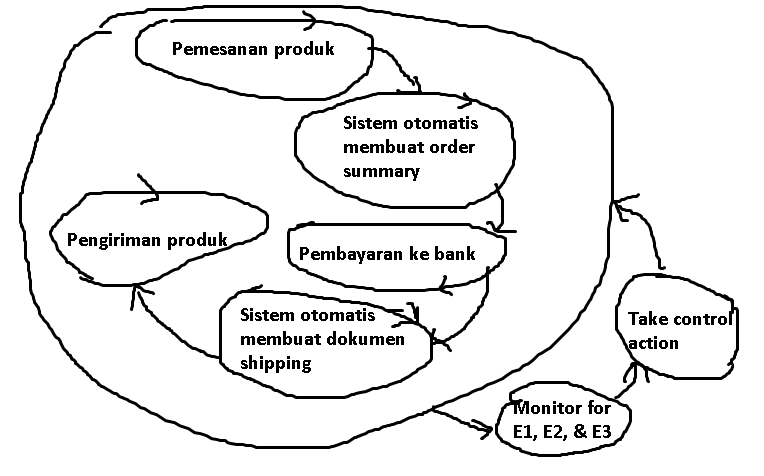 Pemesanan produk
Sistem otomatis
membuat order
summary
Pembayaran ke bank
Sistem otomatis
membuat dokumen
shipping
Pengiriman produk
Monitor for
E1, E2, & E3
Take control
action